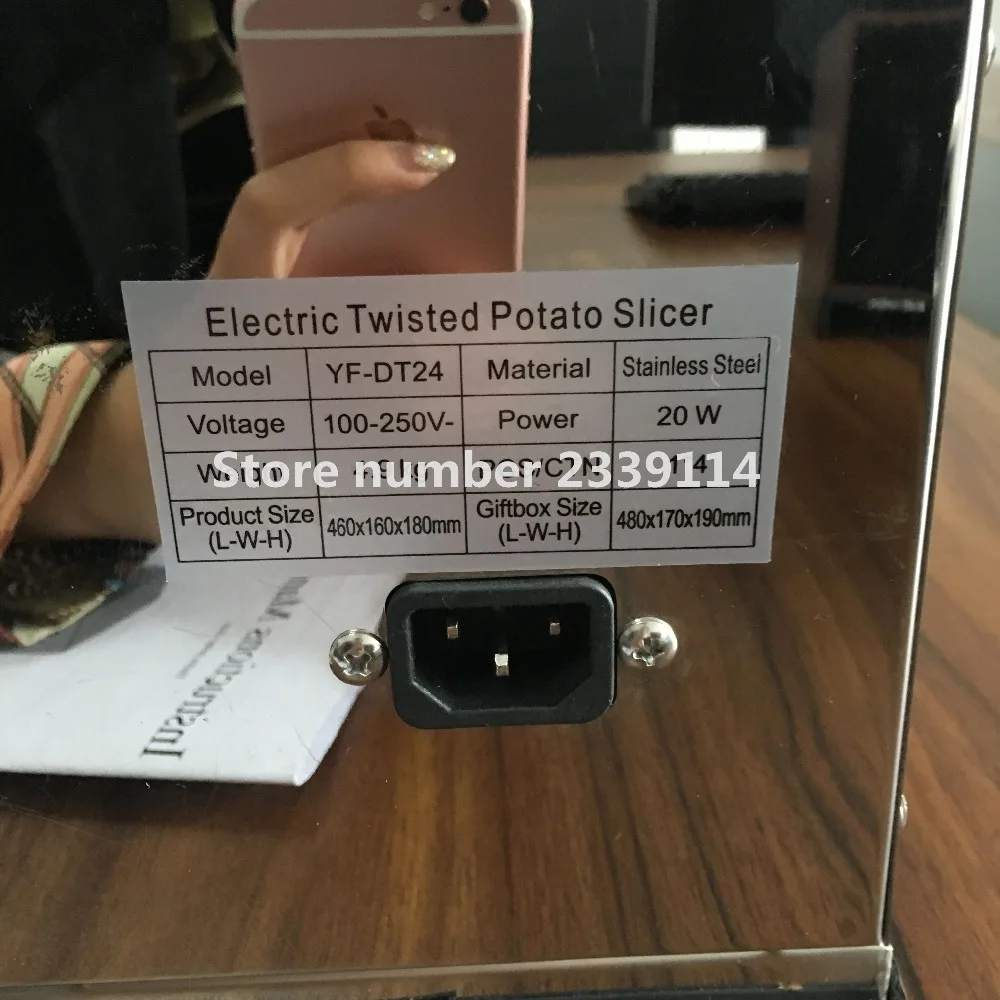 Electric Twisted Potato Slicer
Model YF-DT24 Material Stainless Steel
Voltage 100-250V- Power 20 W
Store number 2339114
Product Size (L-W-H) 460x160x180mm Giftbox Size (L-W-H) 480x170x190mm
Instructions